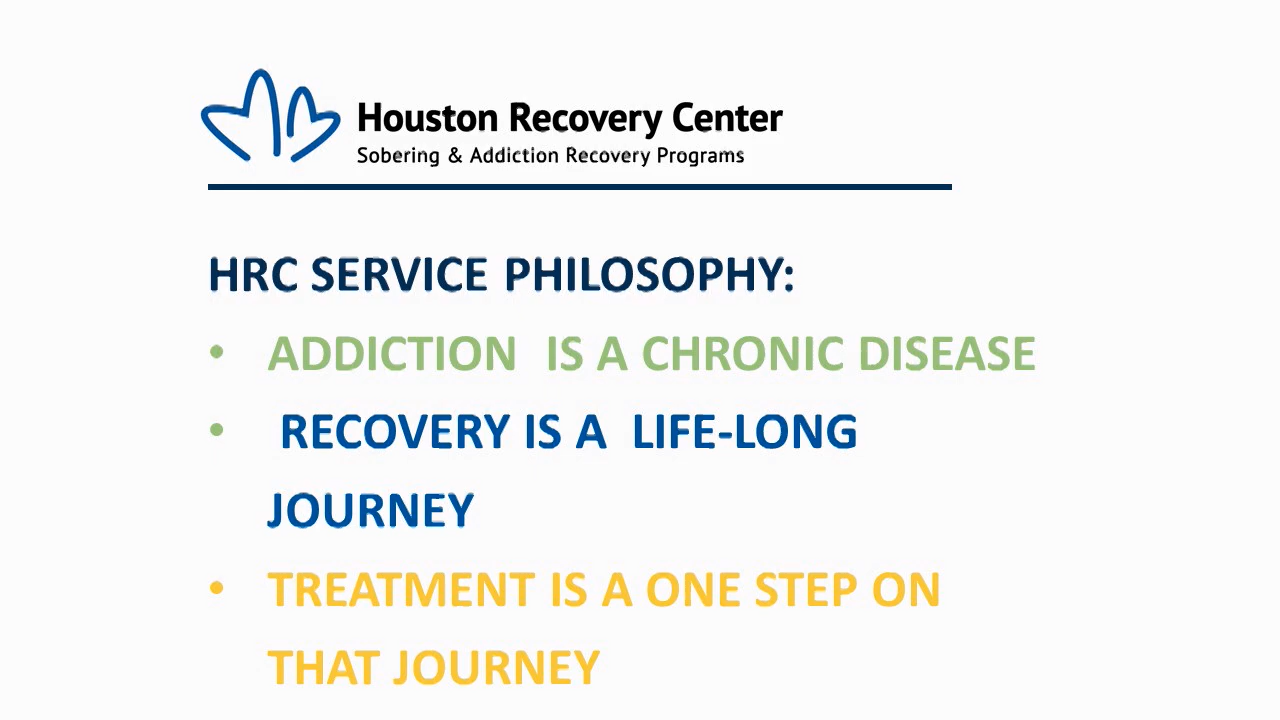 Houston Recovery Center
Sobering & Addiction Recovery Programs
HRC SERVICE PHILOSOPHY:
• ADDICTION IS A CHRONIC DISEASE
• RECOVERY IS A LIFE-LONG
JOURNEY
• TREATMENT IS A ONE STEP ON
THAT JOURNEY